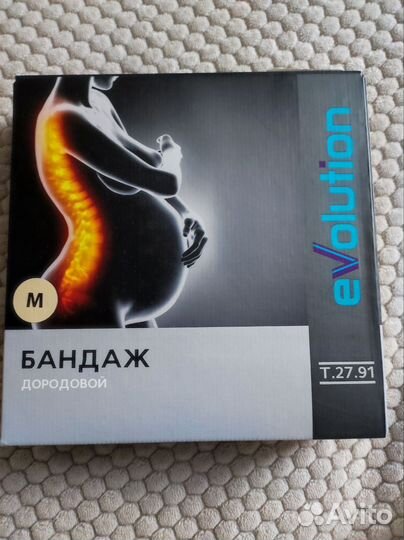 evolution
M
БАНДАЖ
ДОРОДОВОЙ
Т.27.91
Avito